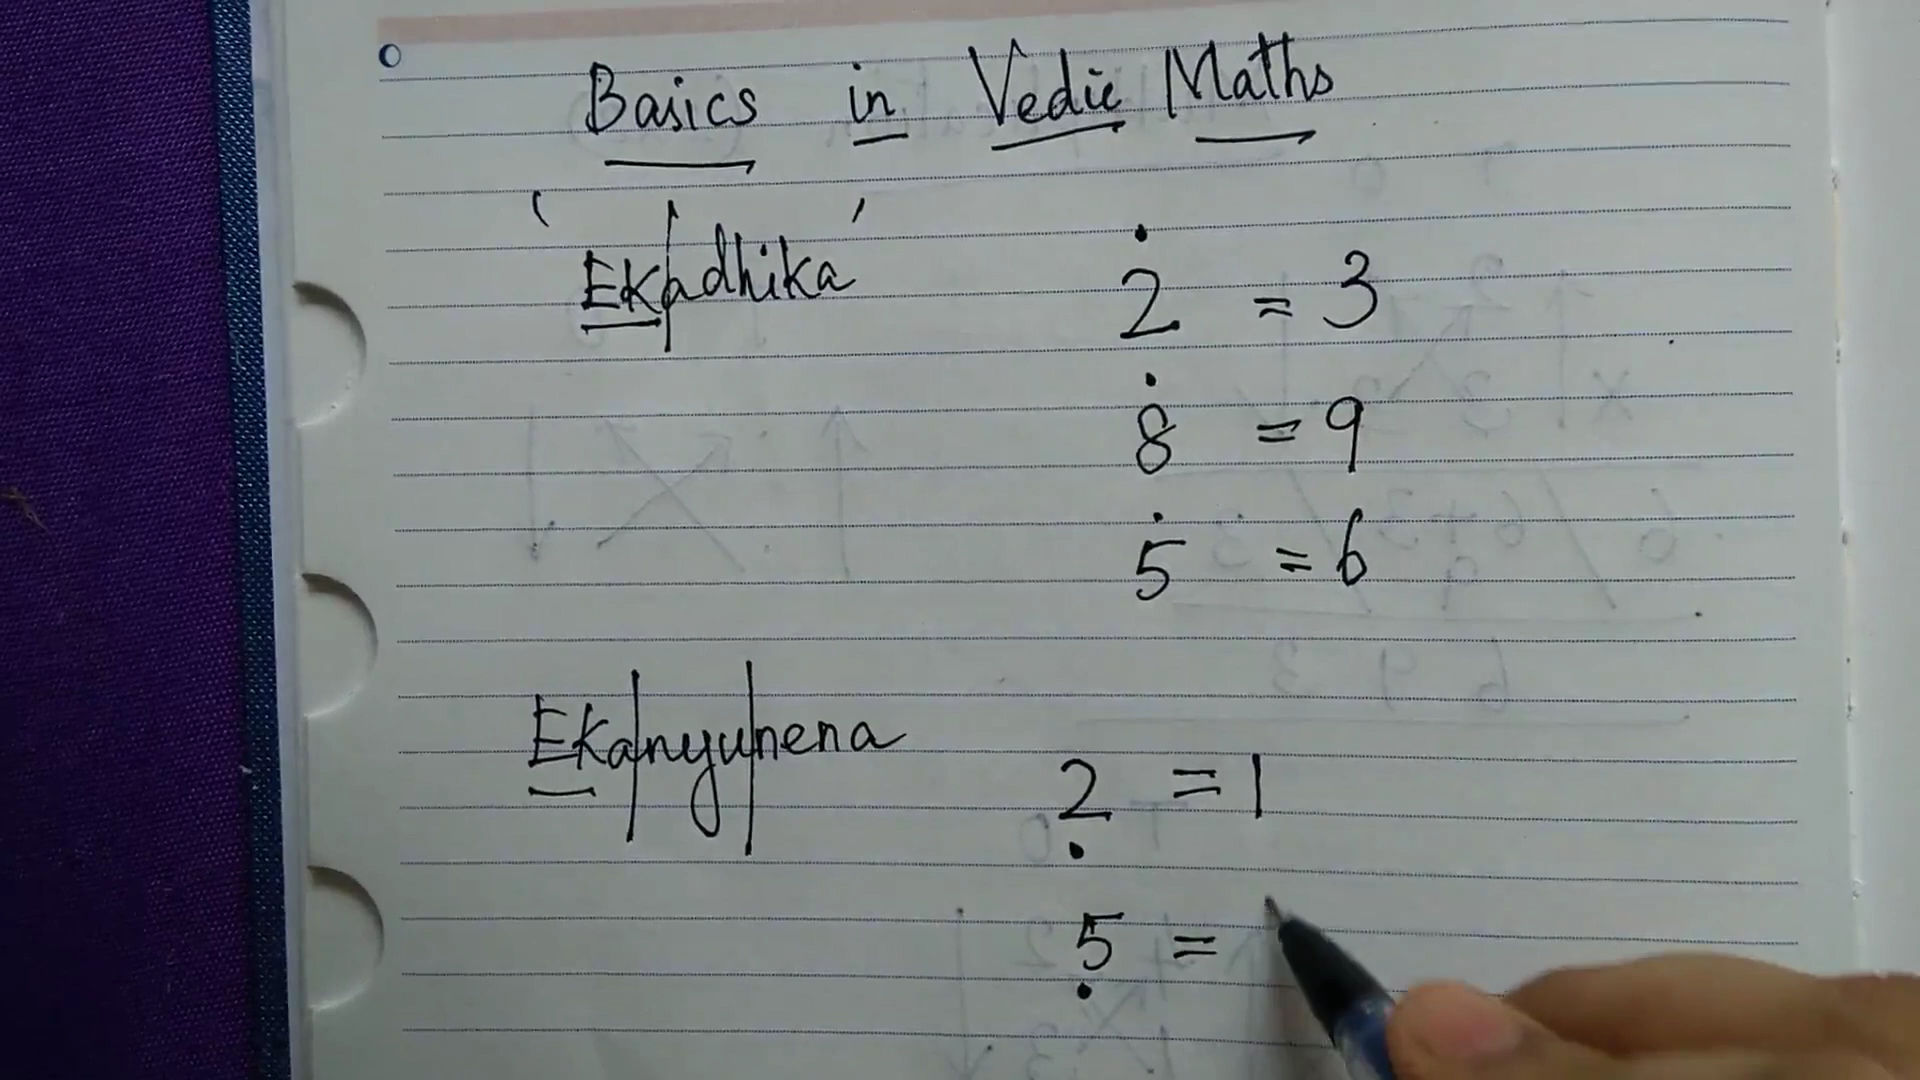 Basics in Vedic Maths
' Ekadhika '
2̇ = 3
8̇ = 9
5̇ = 6
Ekanyunena
2̣ = 1
5̣ =